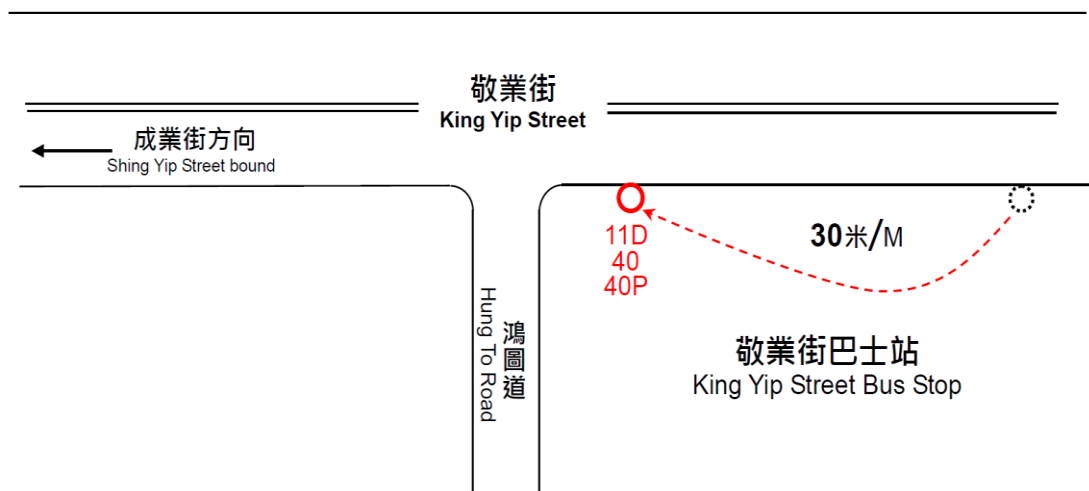 敬業街
King Yip Street
成業街方向
Shing Yip Street bound
11D
40
40P
30米/M
鴻圖道
Hung To Road
敬業街巴士站
King Yip Street Bus Stop